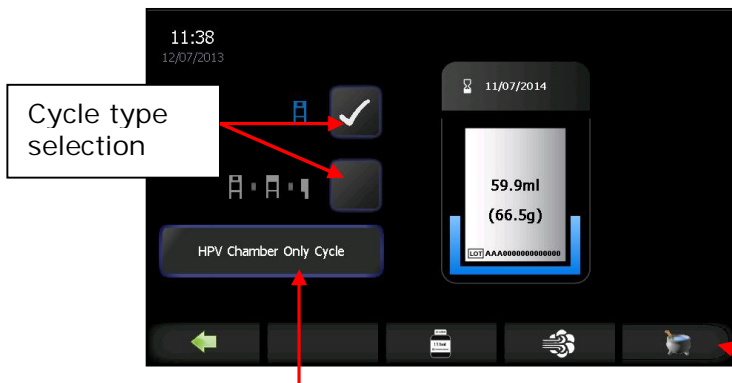 11:38
12/07/2013
Cycle type
selection
11/07/2014
59.9ml
(66.5g)
LOT AAA0000000000000
HPV Chamber Only Cycle